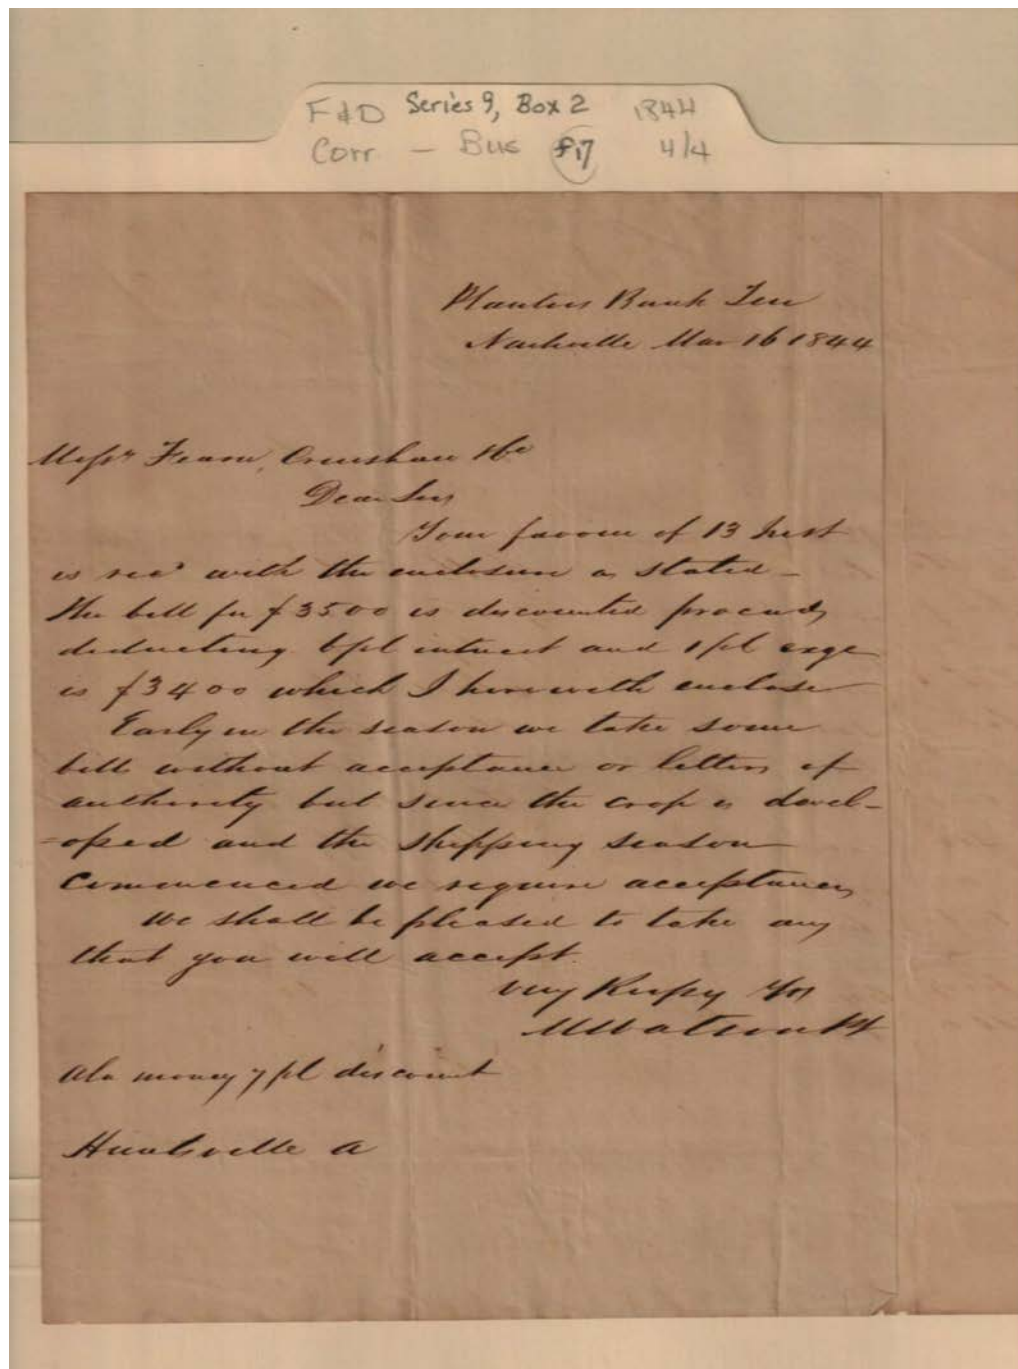 F&D Series 9, Box 2 1844
Corr — Bus f17 4/4
Planters Bank Ten
Nashville Mar 16 1844
Messrs Fearn, Crenshaw &Co
Dear Sirs
Your favour of 13 Inst
is recd with the enclosure as stated -
the bill for $3500 is discounted proceeds
deducting 6 pct interest and 1 pct exge
is $3400 which I herewith enclose
Early in the season we take some
bills without acceptance or letters of
authority but since the crop is devel-
-oped and the shipping season
commenced we require acceptances
We shall be pleased to take any
that you will accept.
very Respy Yrs
Ala money 7 pct discount
Huntsville A